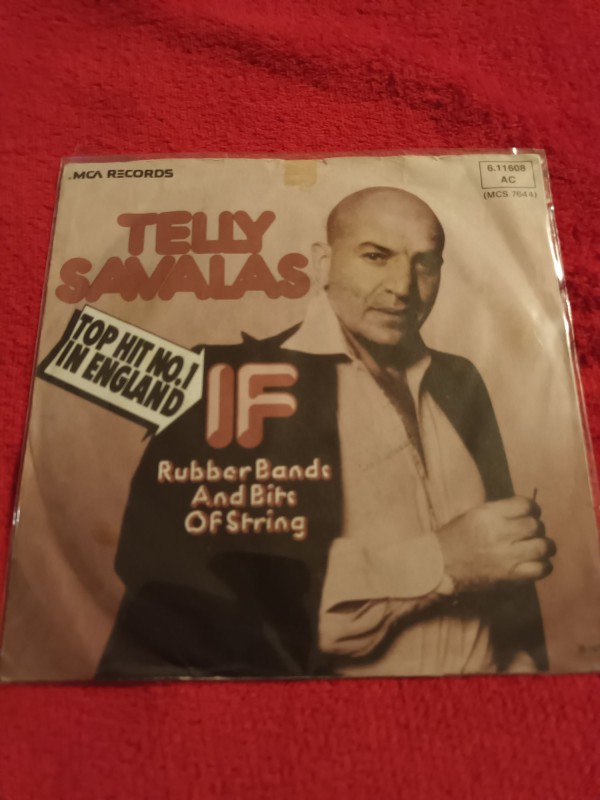 MCA RECORDS
6.11608
AC
(MCS 7644)
TELLY
SAVALAS
TOP HIT NO.1
IN ENGLAND
IF
Rubber Bands
And Bits
Of String